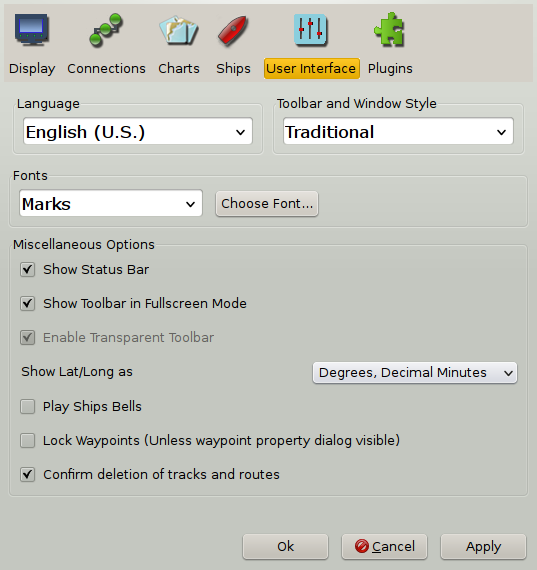 Display Connections Charts Ships User Interface Plugins
Language Toolbar and Window Style
English (U.S.) Traditional
Fonts
Marks Choose Font...
Miscellaneous Options
Show Status Bar
Show Toolbar in Fullscreen Mode
Enable Transparent Toolbar
Show Lat/Long as Degrees, Decimal Minutes
Play Ships Bells
Lock Waypoints (Unless waypoint property dialog visible)
Confirm deletion of tracks and routes
Ok Cancel Apply